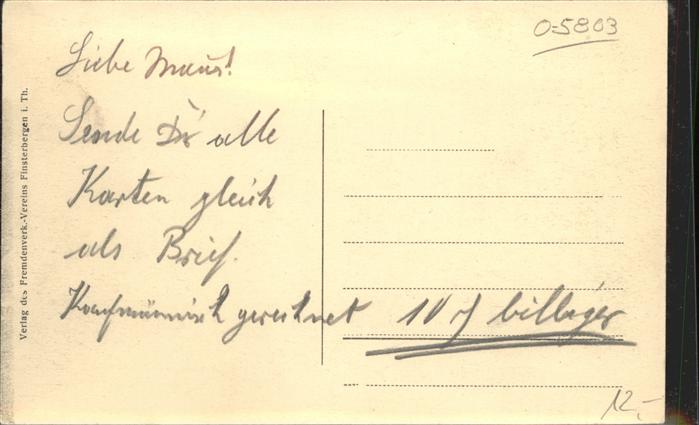 0-5803
Liebe Maus!
Sende Dir alle
Karten gleich
als Brief.
Kaufmännisch gerechnet 10 ₰ billiger
12,-
Verlag des Fremdenverk.-Vereins Finsterbergen i. Th.